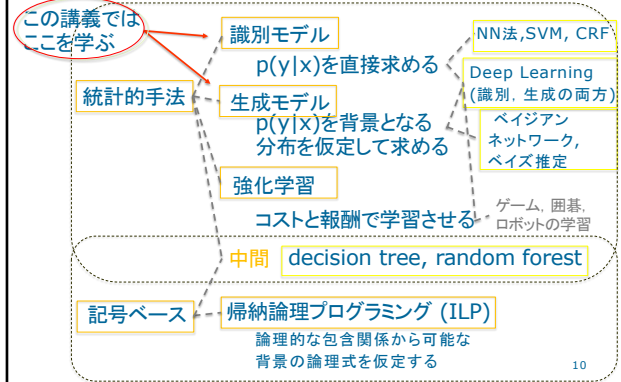 この講義では
ここを学ぶ
識別モデル
p(y|x)を直接求める
NN法,SVM, CRF
Deep Learning
(識別, 生成の両方)
統計的手法
生成モデル
p(y|x)を背景となる
分布を仮定して求める
ベイジアン
ネットワーク,
ベイズ推定
強化学習
コストと報酬で学習させる
ゲーム, 囲碁,
ロボットの学習
中間
decision tree, random forest
記号ベース
帰納論理プログラミング (ILP)
論理的な包含関係から可能な
背景の論理式を仮定する
10